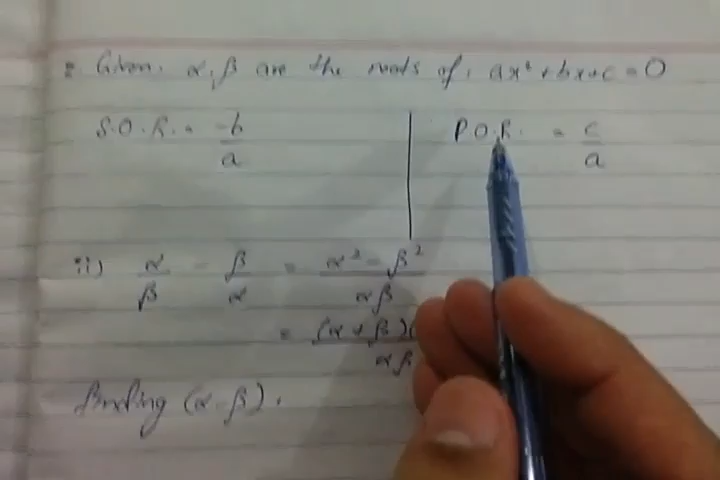 Given. α, β are the roots of. ax² + bx + c = 0
S.O.R. = -b/a
P.O.R. = c/a
ii) α/β - β/α = α² - β²/αβ
= (α + β)(/αβ
finding (α - β).